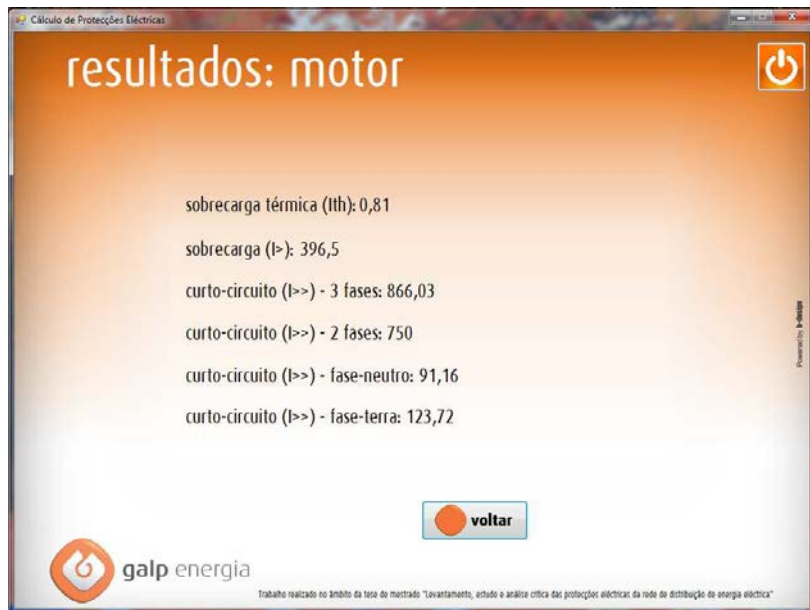 Cálculo de Protecções Eléctricas
resultados: motor
sobrecarga térmica (Ith): 0,81
sobrecarga (I>): 396,5
curto-circuito (I>>) - 3 fases: 866,03
curto-circuito (I>>) - 2 fases: 750
curto-circuito (I>>) - fase-neutro: 91,16
curto-circuito (I>>) - fase-terra: 123,72
Powered by b-design
voltar
galp energia
Trabalho realizado no âmbito da tese de mestrado "Levantamento, estudo e análise crítica das protecções eléctricas da rede de distribuição de energia eléctrica"